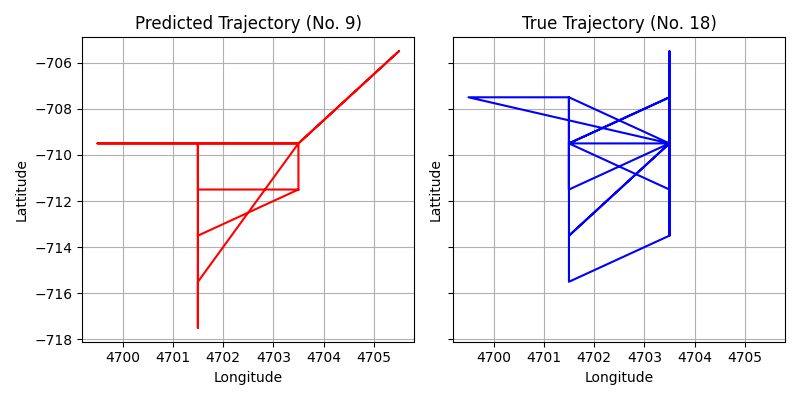 Predicted Trajectory (No. 9)
True Trajectory (No. 18)
Lattitude
−706
−708
−710
−712
−714
−716
−718
4700 4701 4702 4703 4704 4705
Longitude
Lattitude
4700 4701 4702 4703 4704 4705
Longitude